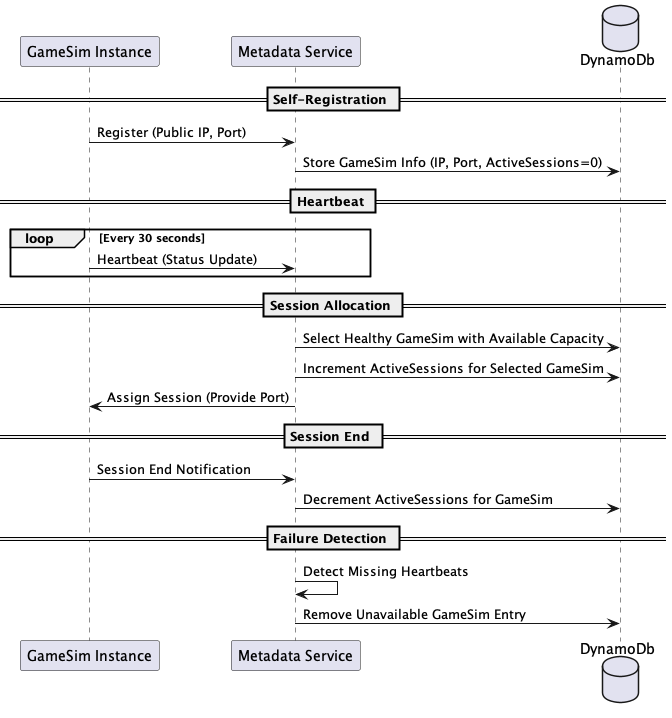 GameSim Instance
Metadata Service
DynamoDb
Self-Registration
Register (Public IP, Port)
Store GameSim Info (IP, Port, ActiveSessions=0)
Heartbeat
loop
[Every 30 seconds]
Heartbeat (Status Update)
Session Allocation
Select Healthy GameSim with Available Capacity
Increment ActiveSessions for Selected GameSim
Assign Session (Provide Port)
Session End
Session End Notification
Decrement ActiveSessions for GameSim
Failure Detection
Detect Missing Heartbeats
Remove Unavailable GameSim Entry
GameSim Instance
Metadata Service
DynamoDb